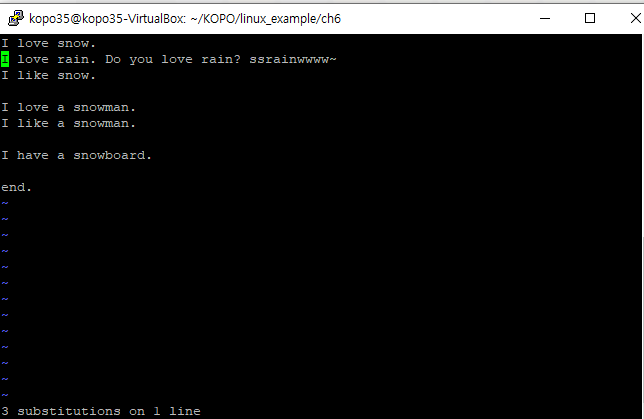 kopo35@kopo35-VirtualBox: ~/KOPO/linux_example/ch6
I love snow.
I love rain. Do you love rain? ssrainwwww~
I like snow.
I love a snowman.
I like a snowman.
I have a snowboard.
end.
~
~
~
~
~
~
~
~
~
~
~
~
~
3 substitutions on 1 line